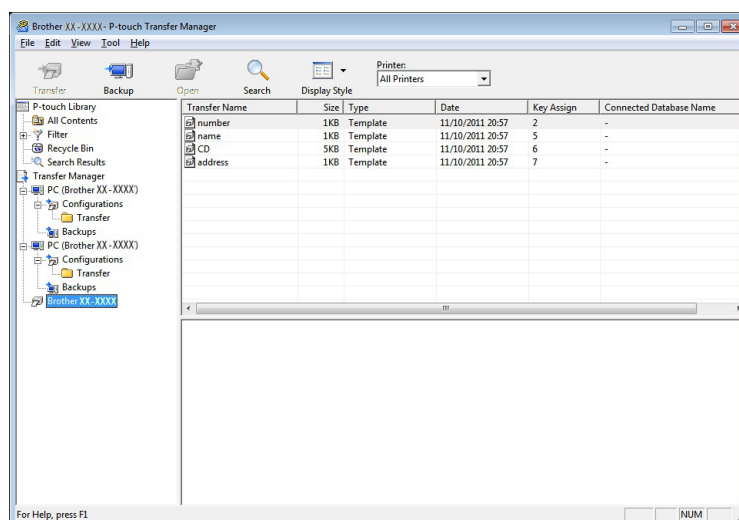 Brother XX-XXXX- P-touch Transfer Manager
File Edit View Tool Help
Transfer Backup Open Search Display Style Printer: All Printers
P-touch Library
All Contents
Filter
Recycle Bin
Search Results
Transfer Manager
PC (Brother XX-XXXX)
Configurations
Transfer
Backups
PC (Brother XX-XXXX)
Configurations
Transfer
Backups
Brother XX-XXXX
Transfer Name Size Type Date Key Assign Connected Database Name
number 1KB Template 11/10/2011 20:57 2 -
name 1KB Template 11/10/2011 20:57 5 -
CD 5KB Template 11/10/2011 20:57 6 -
address 1KB Template 11/10/2011 20:57 7 -
For Help, press F1 NUM